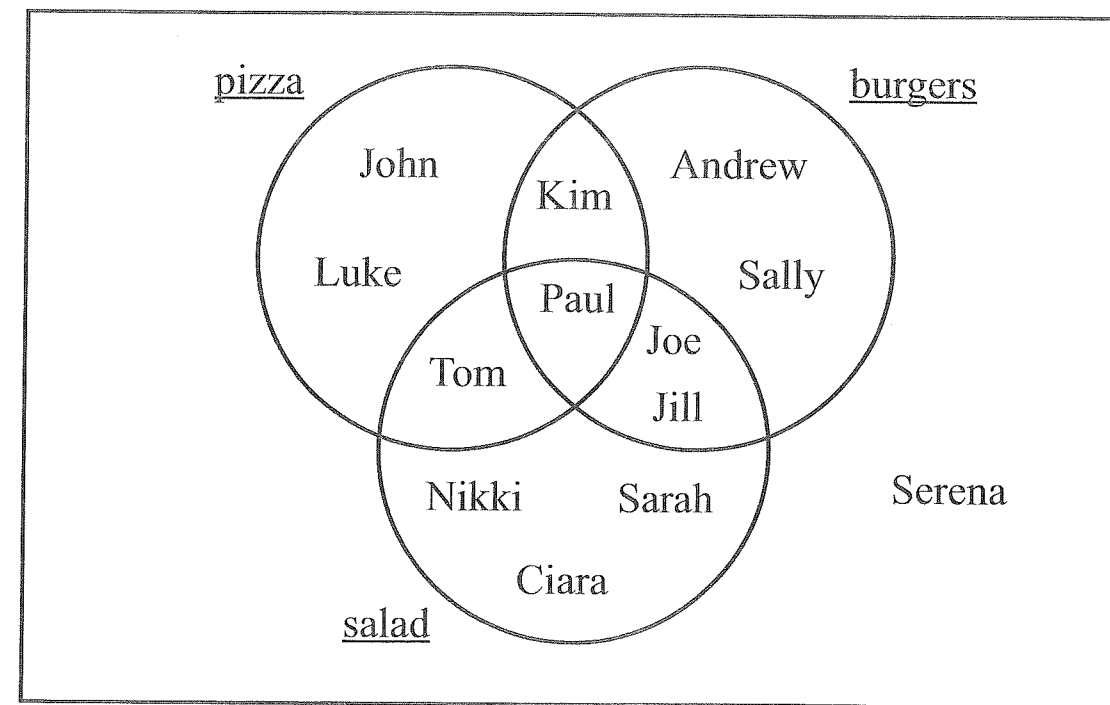 pizza
burgers
John
Kim
Andrew
Luke
Paul
Sally
Joe
Tom
Jill
Nikki
Sarah
Serena
Ciara
salad